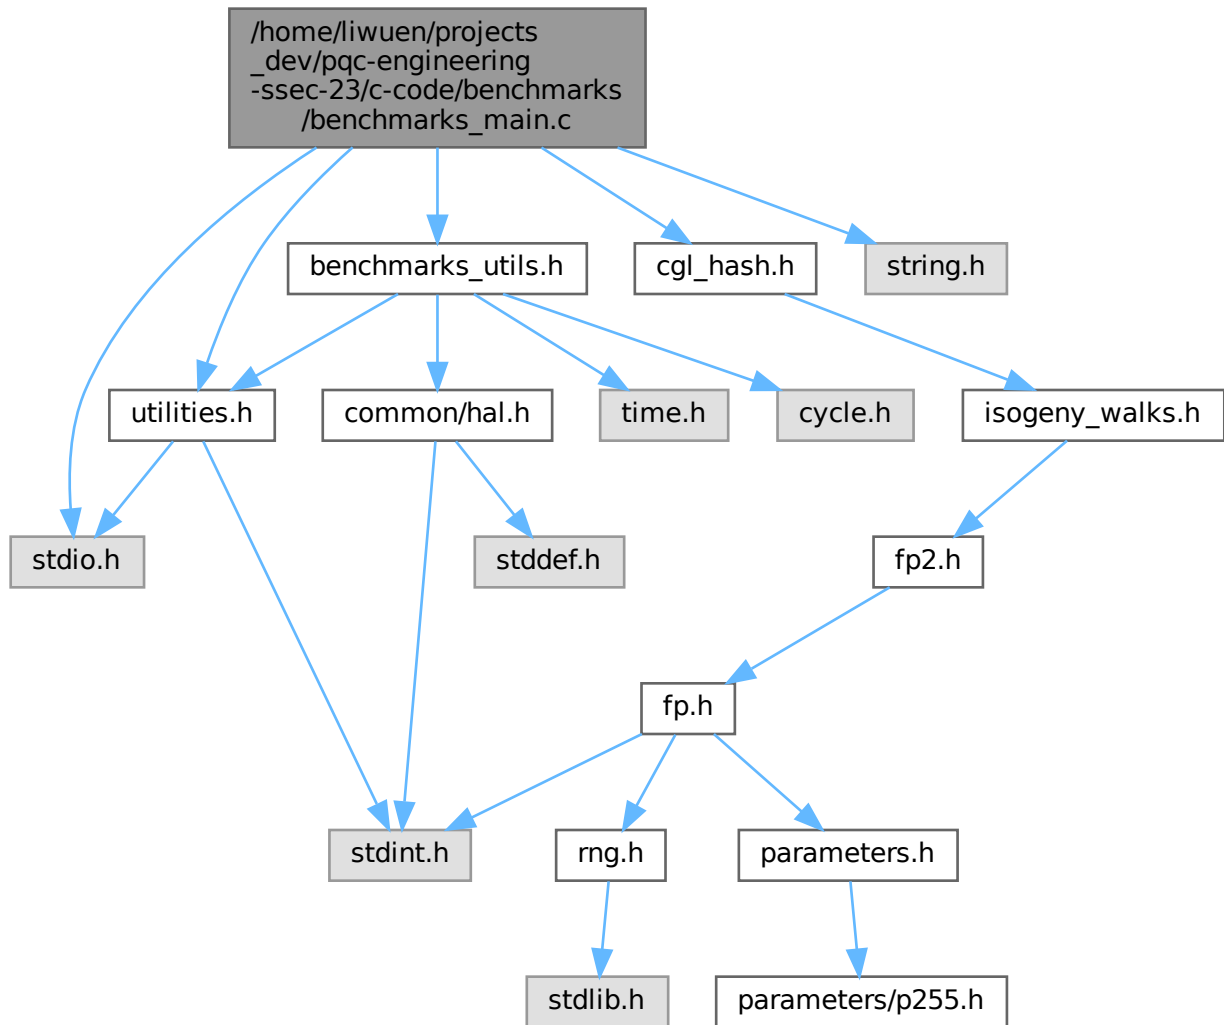 /home/liwuen/projects
_dev/pqc-engineering
-ssec-23/c-code/benchmarks
/benchmarks_main.c
benchmarks_utils.h
cgl_hash.h
string.h
utilities.h
common/hal.h
time.h
cycle.h
isogeny_walks.h
stdio.h
stddef.h
fp2.h
fp.h
stdint.h
rng.h
parameters.h
stdlib.h
parameters/p255.h